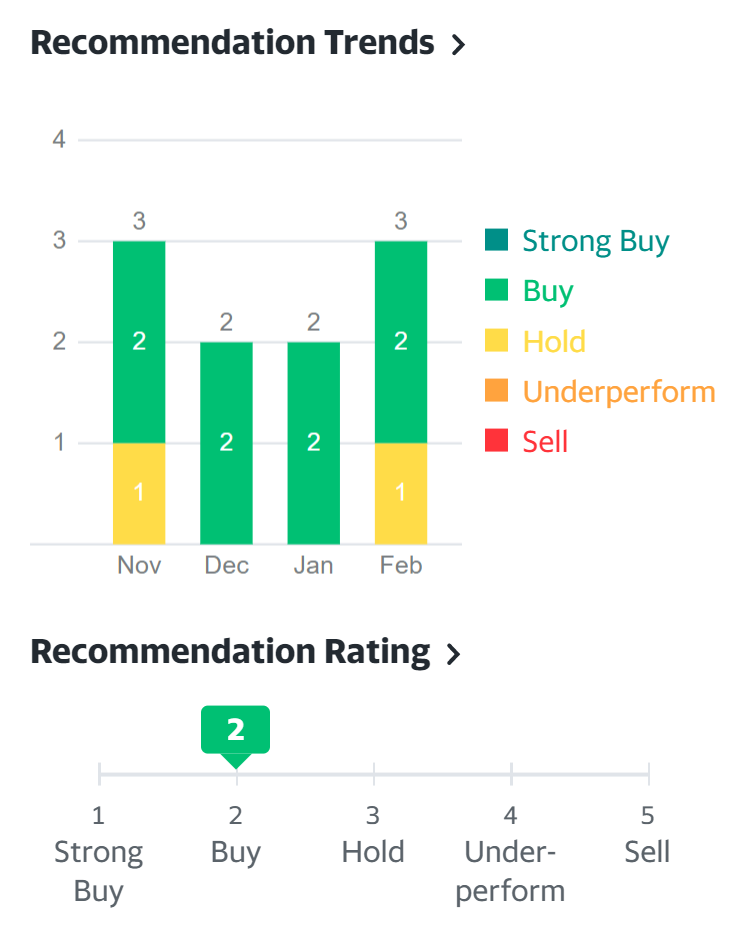 Recommendation Trends >
4
3
2
1
3
2
2
3
2
2
2
2
1
1
Nov Dec Jan Feb
Strong Buy
Buy
Hold
Underperform
Sell
Recommendation Rating >
2
1 2 3 4 5
Strong Buy Hold Under- Sell
Buy perform